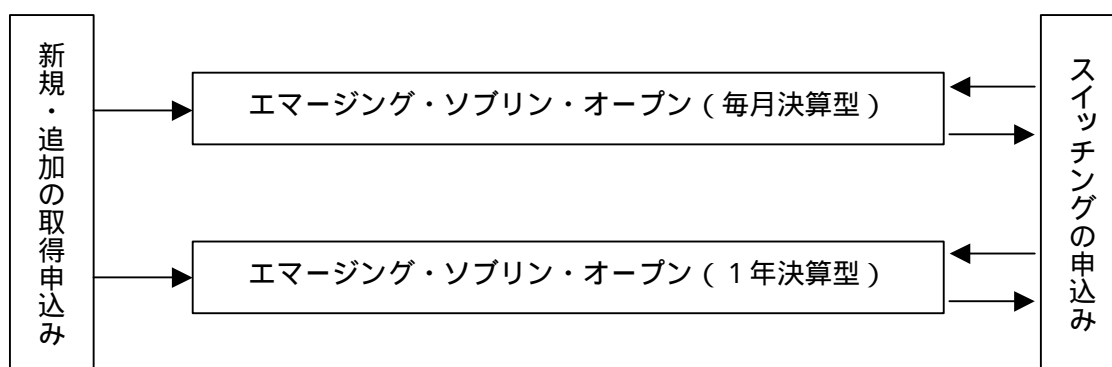 新規・追加の取得申込み
エマージング・ソブリン・オープン（毎月決算型）
エマージング・ソブリン・オープン（１年決算型）
スイッチングの申込み